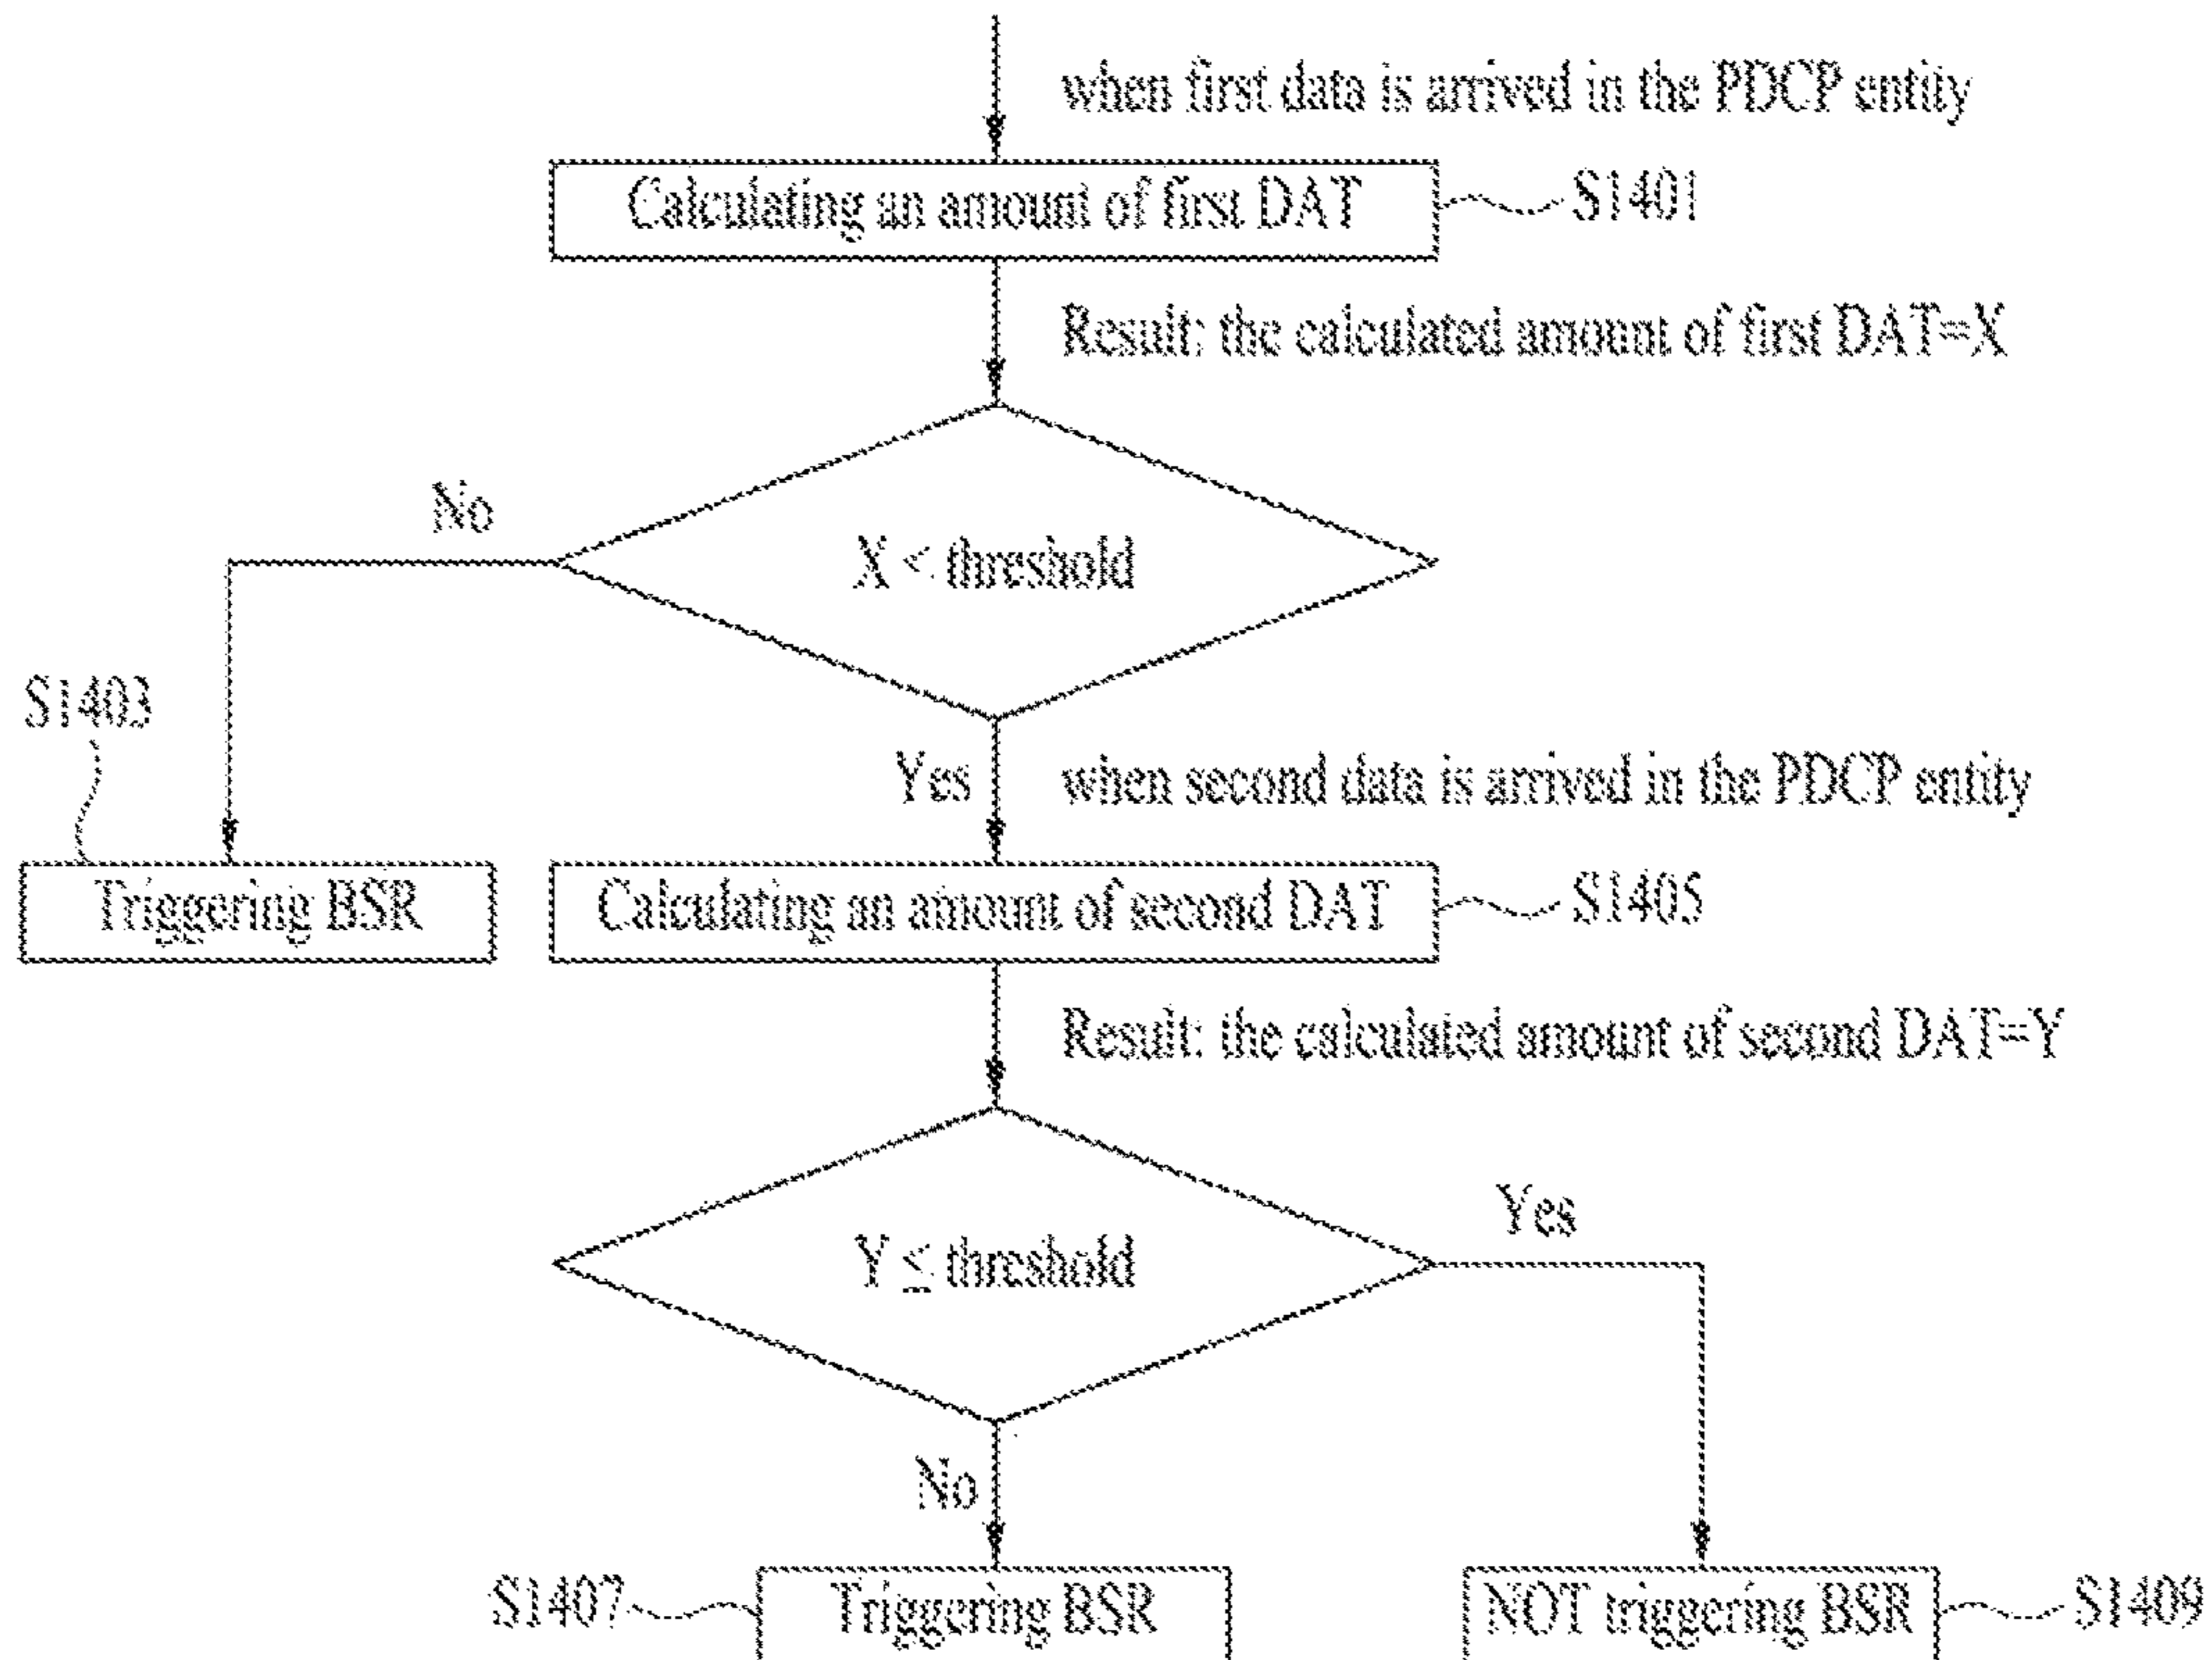 when first data is arrived in the PDCP entity
Calculating an amount of first DAT
S1401
Result: the calculated amount of first DAT=X
No
X < threshold
S1403
Yes
when second data is arrived in the PDCP entity
Triggering BSR
Calculating an amount of second DAT
S1405
Result: the calculated amount of second DAT=Y
Yes
Y ≤ threshold
No
S1407
Triggering BSR
NOT triggering BSR
S1409